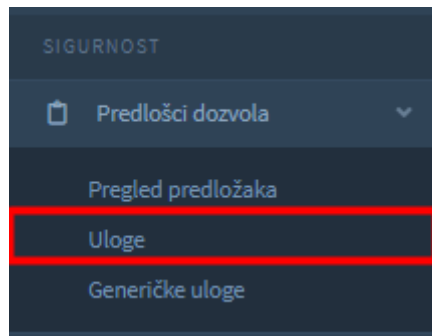 SIGURNOST
Predlošci dozvola
Pregled predložaka
Uloge
Generičke uloge